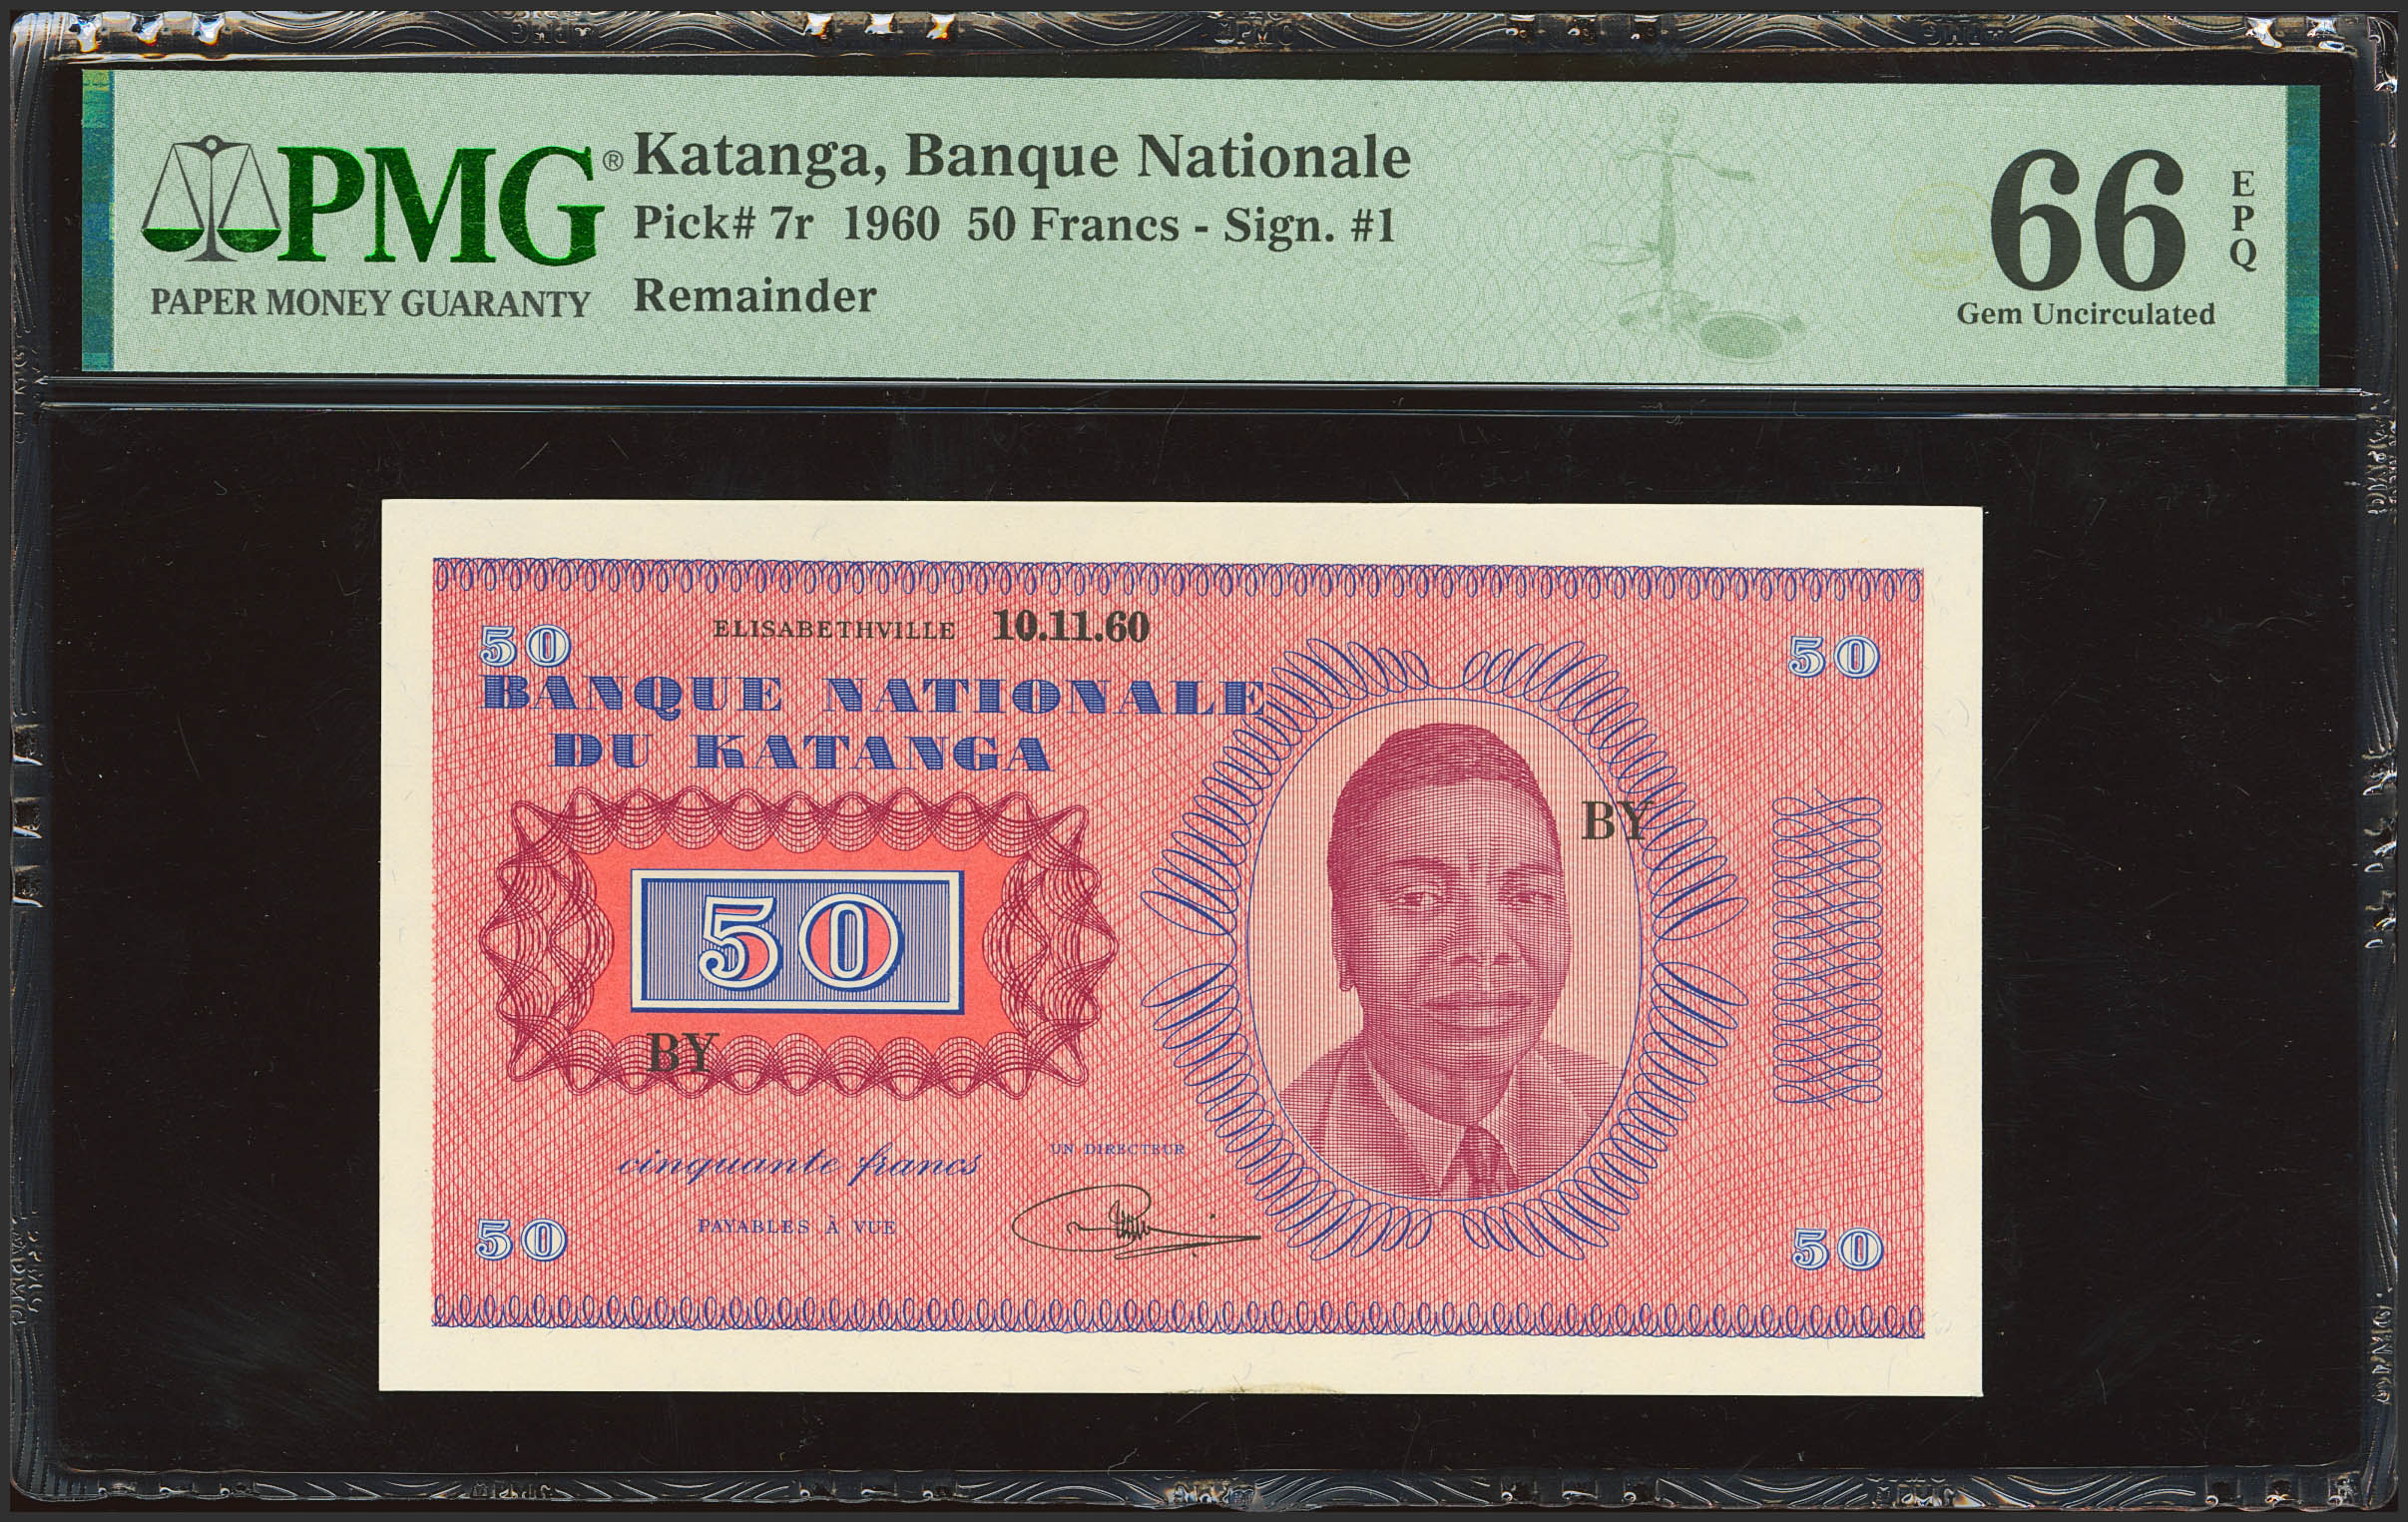 PMG®
PAPER MONEY GUARANTY
Katanga, Banque Nationale
Pick# 7r 1960 50 Francs - Sign. #1
Remainder
66
EPQ
Gem Uncirculated
ELISABETHVILLE 10.11.60
50
50
BANQUE NATIONALE
DU KATANGA
BY
50
BY
cinquante francs
UN DIRECTEUR
PAYABLES À VUE
50
50